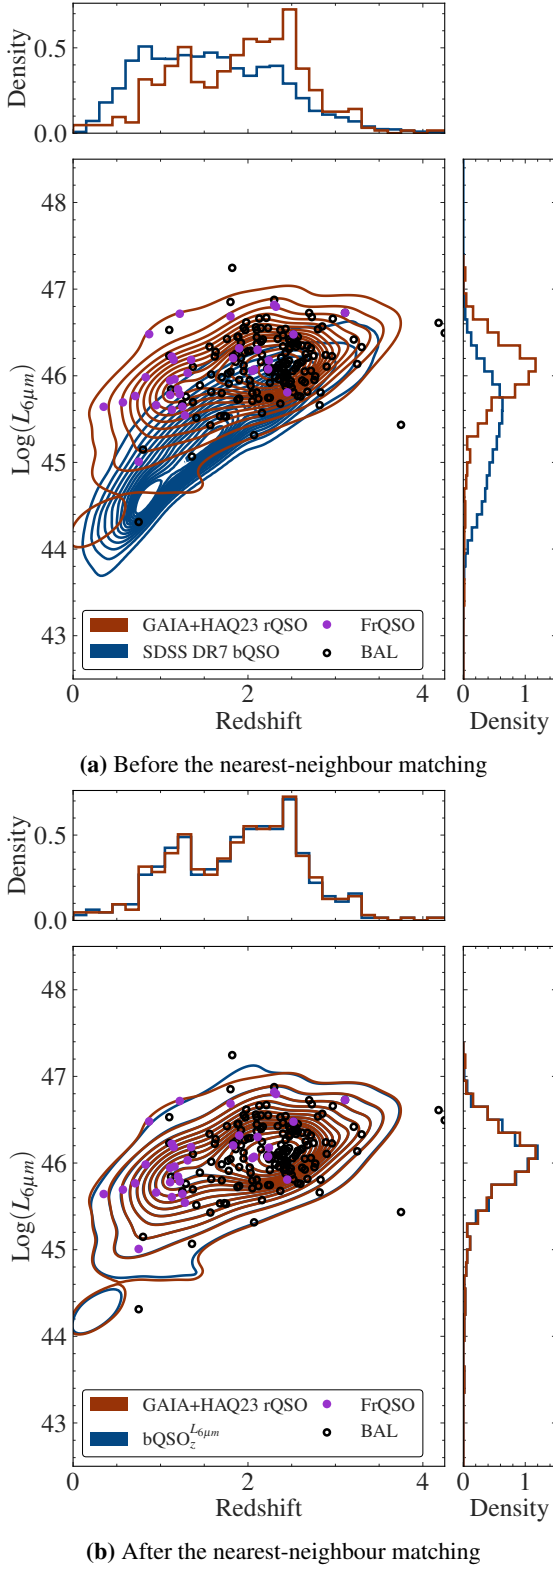 Density
0.5
0.0
48
47
46
45
44
43
Log(L6μm)
GAIA+HAQ23 rQSO
FrQSO
SDSS DR7 bQSO
BAL
0
2
4
0
1
Redshift
Density
(a) Before the nearest-neighbour matching
Density
0.5
0.0
48
47
46
45
44
43
Log(L6μm)
GAIA+HAQ23 rQSO
FrQSO
bQSO_z^{L6μm}
BAL
0
2
4
0
1
Redshift
Density
(b) After the nearest-neighbour matching